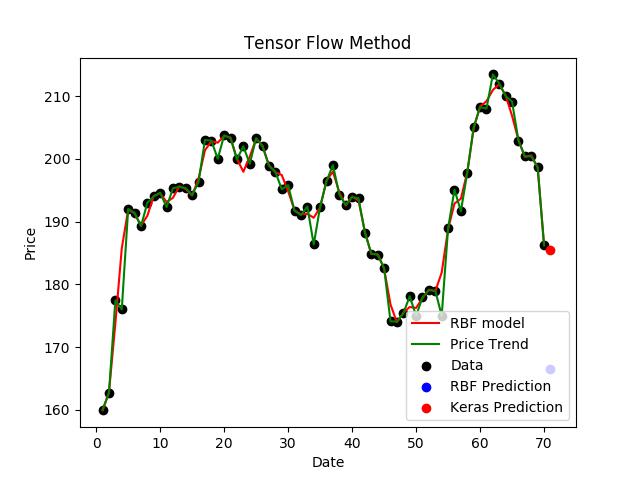 Tensor Flow Method
210
200
190
180
170
160
Price
RBF model
Price Trend
Data
RBF Prediction
Keras Prediction
0 10 20 30 40 50 60 70
Date